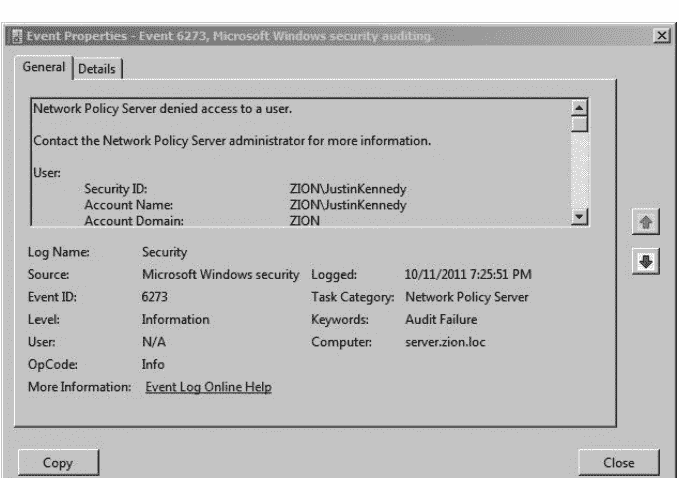 Event Properties - Event 6273, Microsoft Windows security auditing.
General Details
Network Policy Server denied access to a user.
Contact the Network Policy Server administrator for more information.
User:
Security ID: ZION\JustinKennedy
Account Name: ZION\JustinKennedy
Account Domain: ZION
Log Name: Security
Source: Microsoft Windows security Logged: 10/11/2011 7:25:51 PM
Event ID: 6273 Task Category: Network Policy Server
Level: Information Keywords: Audit Failure
User: N/A Computer: server.zion.loc
OpCode: Info
More Information: Event Log Online Help
Copy Close